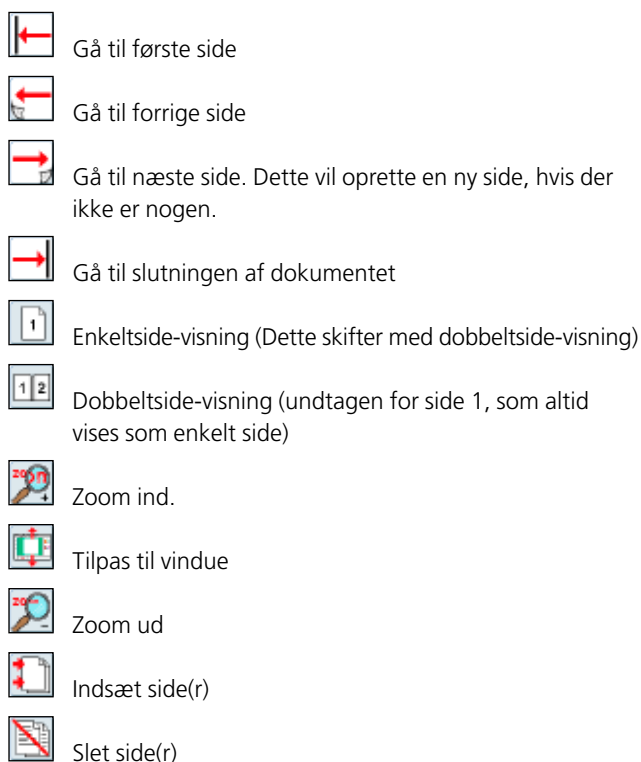 Gå til første side
Gå til forrige side
Gå til næste side. Dette vil oprette en ny side, hvis der
ikke er nogen.
Gå til slutningen af dokumentet
1
Enkeltside-visning (Dette skifter med dobbeltside-visning)
1 2
Dobbeltside-visning (undtagen for side 1, som altid
vises som enkelt side)
Zoom ind.
Tilpas til vindue
Zoom ud
Indsæt side(r)
Slet side(r)